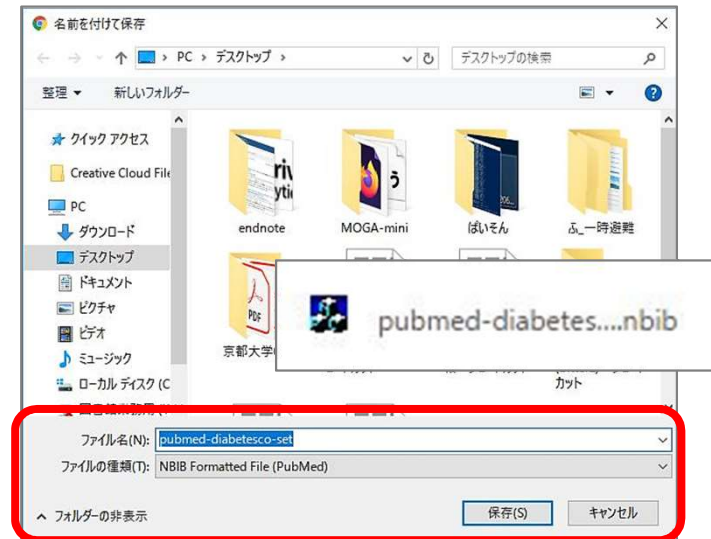 名前を付けて保存
PC › デスクトップ ›
デスクトップの検索
整理
新しいフォルダー
クイック アクセス
Creative Cloud File
PC
ダウンロード
デスクトップ
ドキュメント
ピクチャ
ビデオ
ミュージック
ローカル ディスク (C
endnote
MOGA-mini
ぱいそん
ふ_一時避難
PDF
京都大学
カット
pubmed-diabetes....nbib
ファイル名(N): pubmed-diabetesco-set
ファイルの種類(T): NBIB Formatted File (PubMed)
フォルダーの非表示
保存(S)
キャンセル